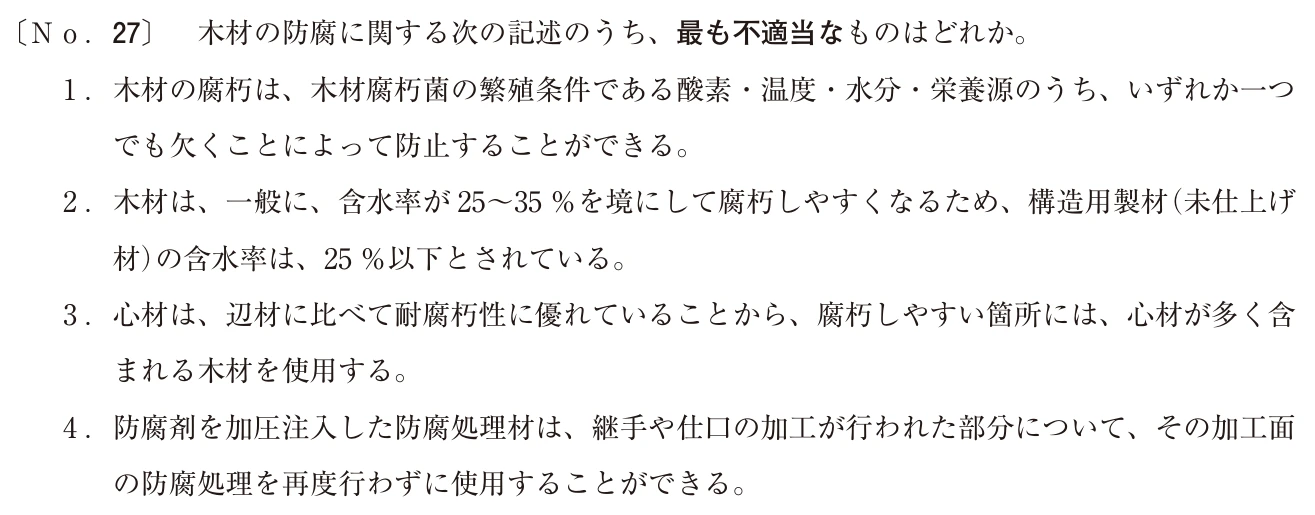 〔Ｎｏ．27〕　木材の防腐に関する次の記述のうち、最も不適当なものはどれか。
1．木材の腐朽は、木材腐朽菌の繁殖条件である酸素・温度・水分・栄養源のうち、いずれか一つ
でも欠くことによって防止することができる。
2．木材は、一般に、含水率が 25～35 %を境にして腐朽しやすくなるため、構造用製材(未仕上げ
材)の含水率は、25 %以下とされている。
3．心材は、辺材に比べて耐腐朽性に優れていることから、腐朽しやすい箇所には、心材が多く含
まれる木材を使用する。
4．防腐剤を加圧注入した防腐処理材は、継手や仕口の加工が行われた部分について、その加工面
の防腐処理を再度行わずに使用することができる。